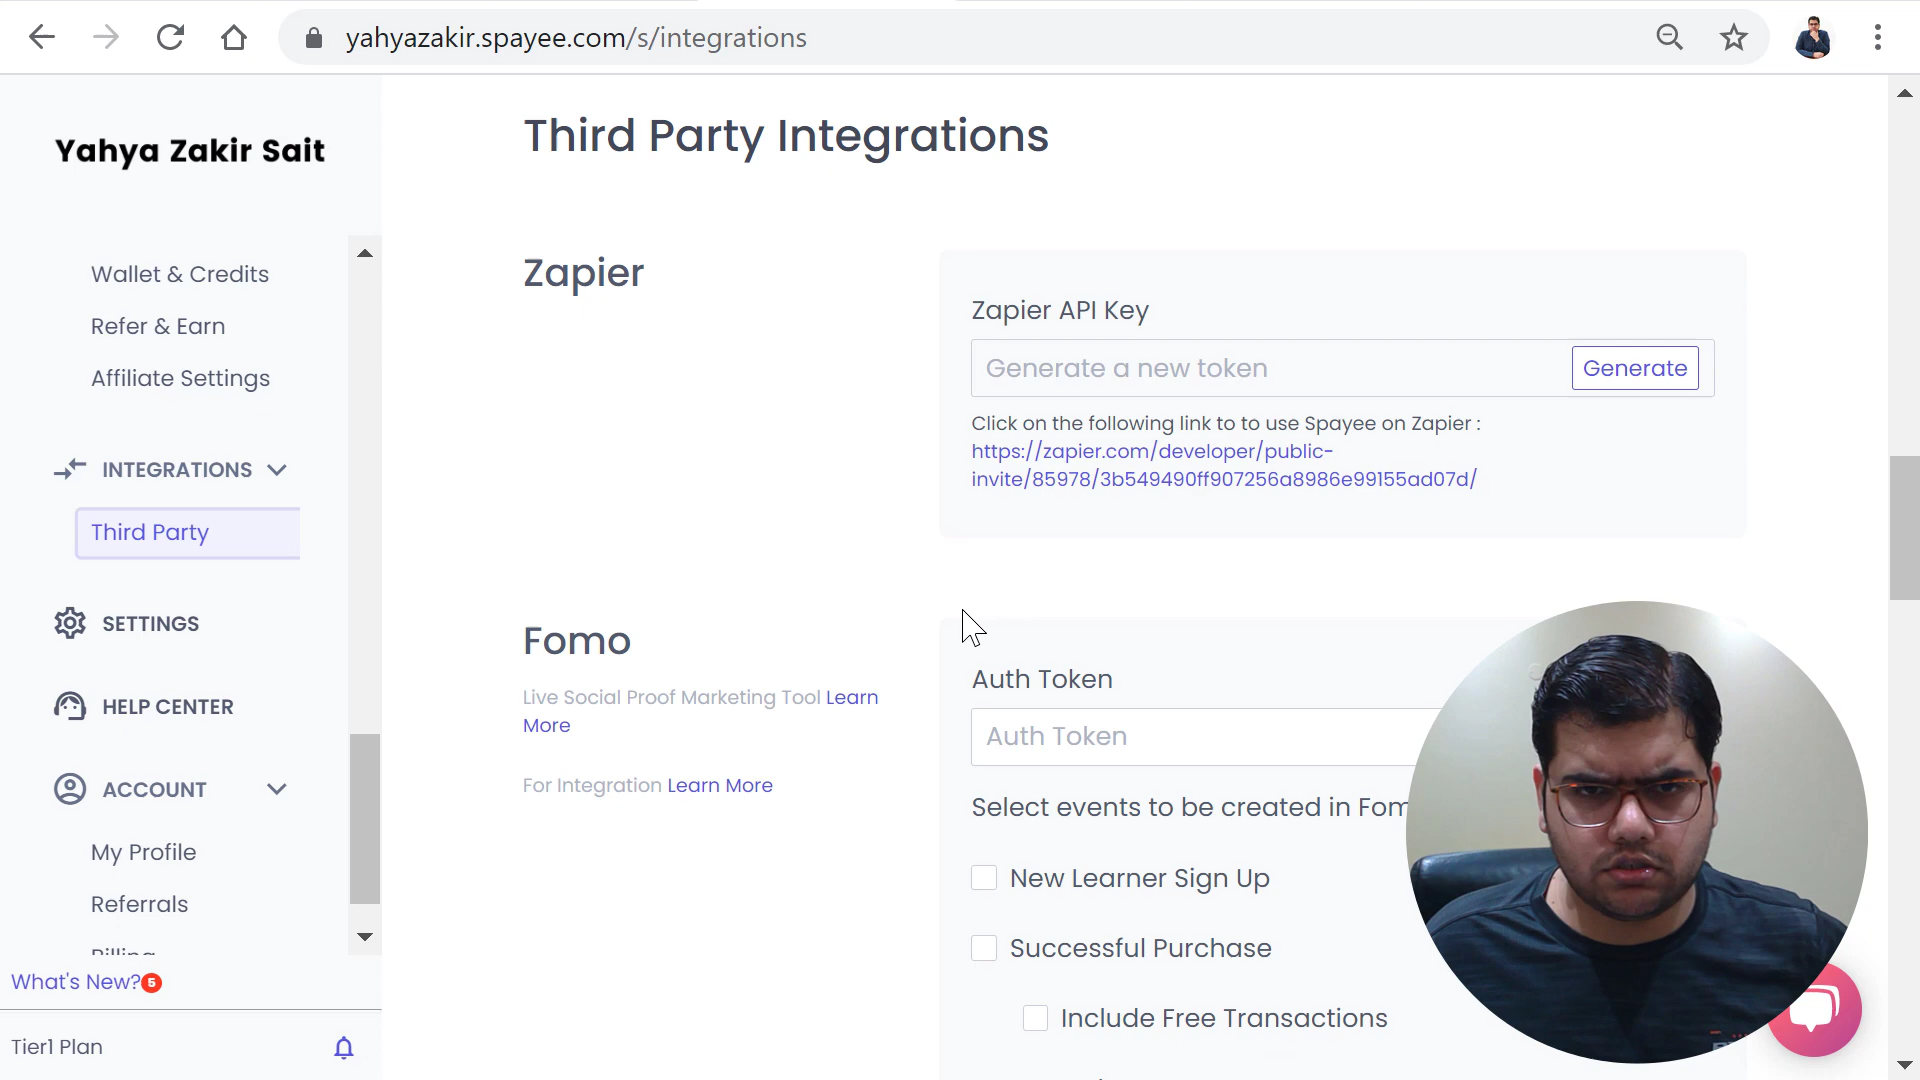 yahyazakir.spayee.com/s/integrations
Yahya Zakir Sait
Wallet & Credits
Refer & Earn
Affiliate Settings
INTEGRATIONS
Third Party
SETTINGS
HELP CENTER
ACCOUNT
My Profile
Referrals
Billing
What's New? 5
Tier1 Plan
Third Party Integrations
Zapier
Zapier API Key
Generate a new token
Generate
Click on the following link to to use Spayee on Zapier :
https://zapier.com/developer/public-
invite/85978/3b549490ff907256a8986e99155ad07d/
Fomo
Live Social Proof Marketing Tool Learn
More
For Integration Learn More
Auth Token
Auth Token
Select events to be created in Fom
New Learner Sign Up
Successful Purchase
Include Free Transactions